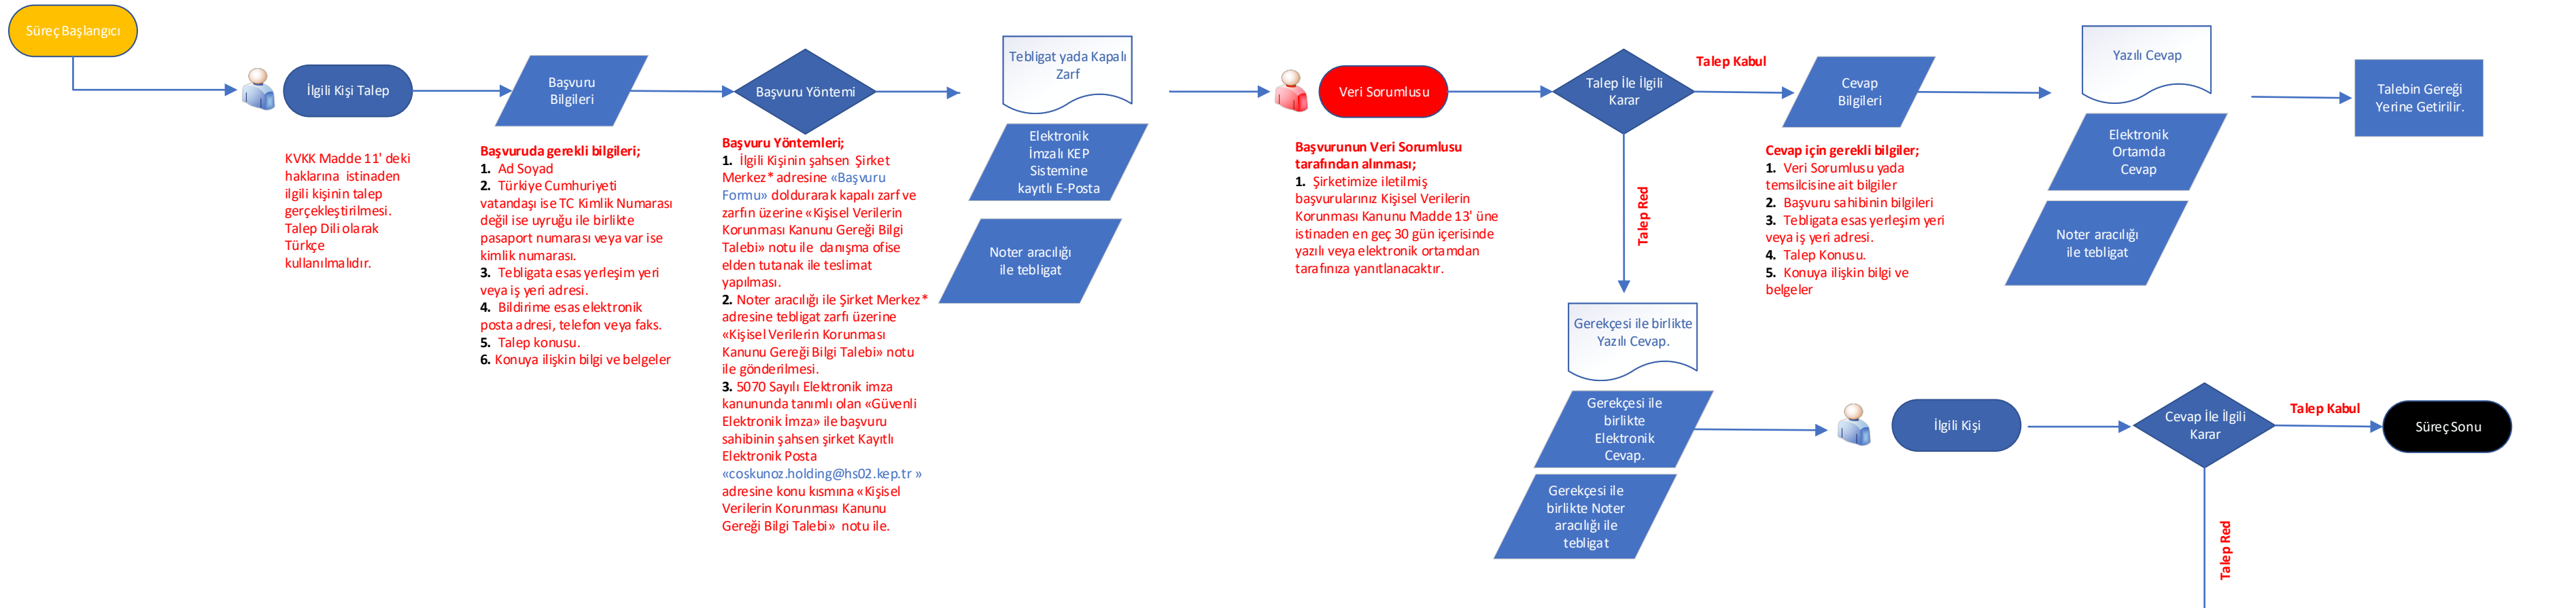 Süreç Başlangıcı
İlgili Kişi Talep
KVKK Madde 11' deki
haklarına istinaden
ilgili kişinin talep
gerçekleştirilmesi.
Talep Dili olarak
Türkçe
kullanılmalıdır.
Başvuru
Bilgileri
Başvuruda gerekli bilgileri;
1. Ad Soyad
2. Türkiye Cumhuriyeti
vatandaşı ise TC Kimlik Numarası
değil ise uyruğu ile birlikte
pasaport numarası veya var ise
kimlik numarası.
3. Tebligata esas yerleşim yeri
veya iş yeri adresi.
4. Bildirime esas elektronik
posta adresi, telefon veya faks.
5. Talep konusu.
6. Konuya ilişkin bilgi ve belgeler
Başvuru Yöntemi
Başvuru Yöntemleri;
1. İlgili Kişinin şahsen Şirket
Merkez* adresine «Başvuru
Formu» doldurarak kapalı zarf ve
zarfın üzerine «Kişisel Verilerin
Korunması Kanunu Gereği Bilgi
Talebi» notu ile danışma ofise
elden tutanak ile teslimat
yapılması.
2. Noter aracılığı ile Şirket Merkez*
adresine tebligat zarfı üzerine
«Kişisel Verilerin Korunması
Kanunu Gereği Bilgi Talebi» notu
ile gönderilmesi.
3. 5070 Sayılı Elektronik imza
kanununda tanımlı olan «Güvenli
Elektronik İmza» ile başvuru
sahibinin şahsen şirket Kayıtlı
Elektronik Posta
«coskunoz.holding@hs02.kep.tr »
adresine konu kısmına «Kişisel
Verilerin Korunması Kanunu
Gereği Bilgi Talebi» notu ile.
Tebligat yada Kapalı
Zarf
Elektronik
İmzalı KEP
Sistemine
kayıtlı E-Posta
Noter aracılığı
ile tebligat
Veri Sorumlusu
Başvurunun Veri Sorumlusu
tarafından alınması;
1. Şirketimize iletilmiş
başvurularınız Kişisel Verilerin
Korunması Kanunu Madde 13' üne
istinaden en geç 30 gün içerisinde
yazılı veya elektronik ortamdan
tarafınıza yanıtlanacaktır.
Talep İle İlgili
Karar
Talep Kabul
Talep Red
Cevap
Bilgileri
Cevap için gerekli bilgiler;
1. Veri Sorumlusu yada
temsilcisine ait bilgiler
2. Başvuru sahibinin bilgileri
3. Tebligata esas yerleşim yeri
veya iş yeri adresi.
4. Talep Konusu.
5. Konuya ilişkin bilgi ve
belgeler
Yazılı Cevap
Elektronik
Ortamda
Cevap
Noter aracılığı
ile tebligat
Talebin Gereği
Yerine Getirilir.
Gerekçesi ile birlikte
Yazılı Cevap.
Gerekçesi ile
birlikte
Elektronik
Cevap.
Gerekçesi ile
birlikte Noter
aracılığı ile
tebligat
İlgili Kişi
Cevap İle İlgili
Karar
Talep Kabul
Süreç Sonu
Talep Red